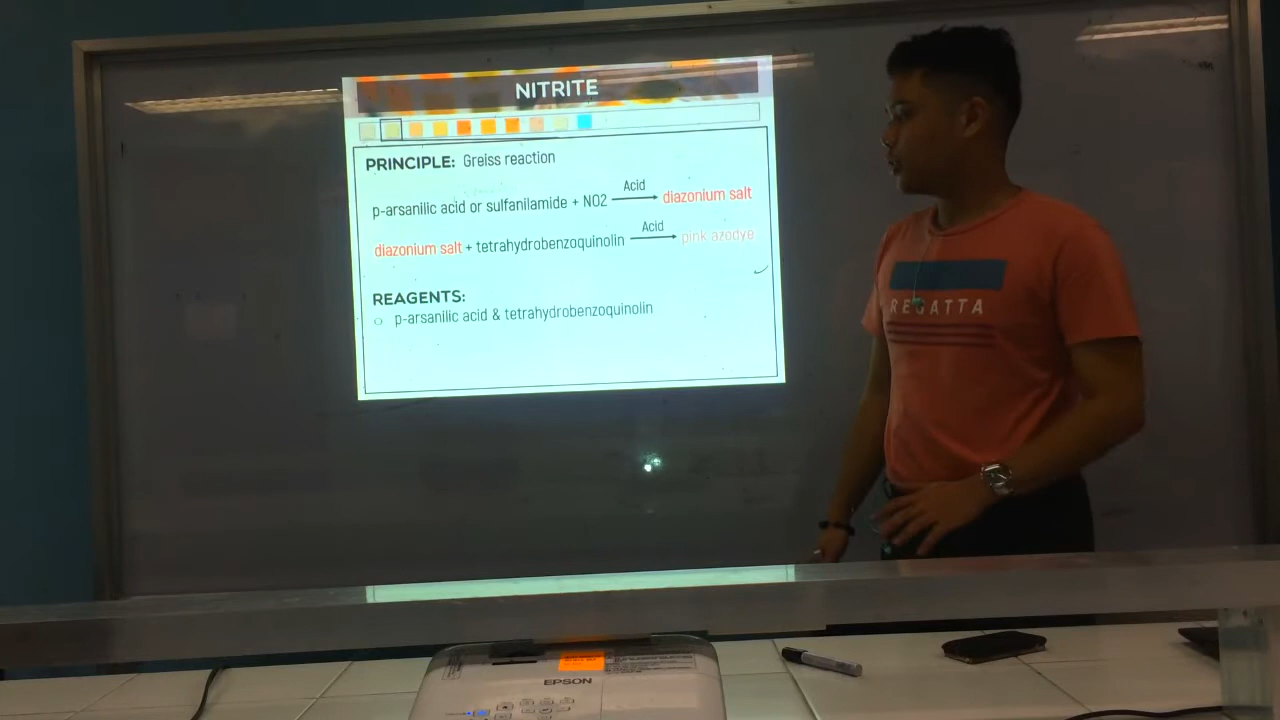 NITRITE
PRINCIPLE: Greiss reaction
Acid
p-arsanilic acid or sulfanilamide + NO2 → diazonium salt
Acid
diazonium salt + tetrahydrobenzoquinolin → pink azodye
REAGENTS:
p-arsanilic acid & tetrahydrobenzoquinolin
REGATTA
EPSON